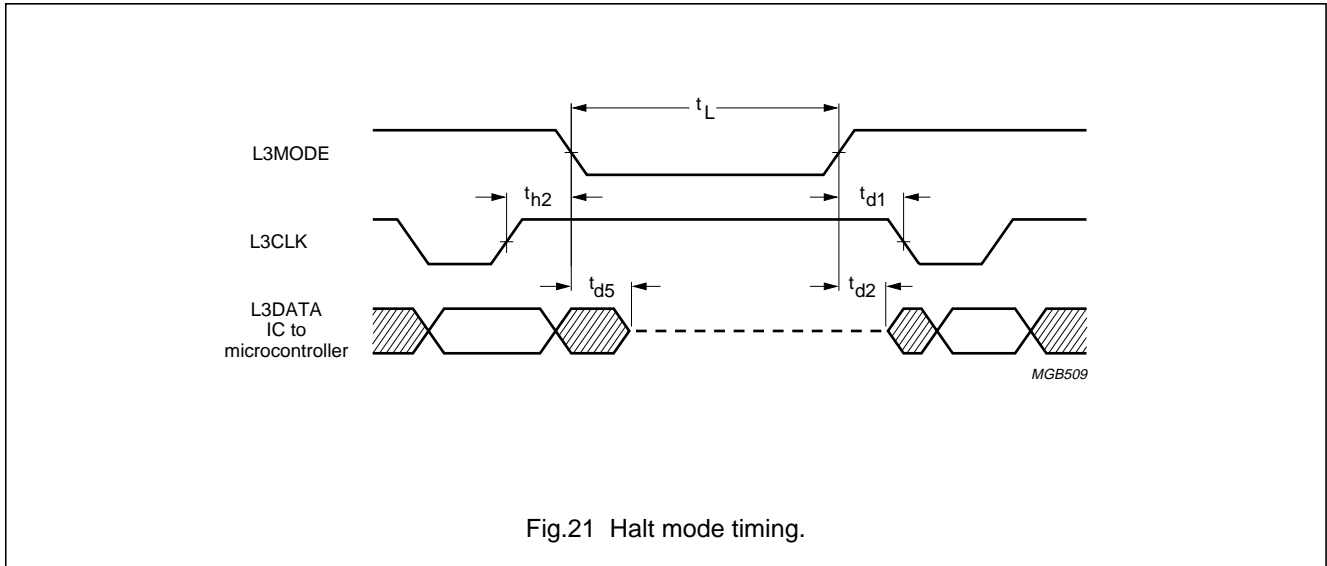 tL
L3MODE
th2
td1
L3CLK
td5
td2
L3DATA
IC to
microcontroller
MGB509
Fig.21 Halt mode timing.